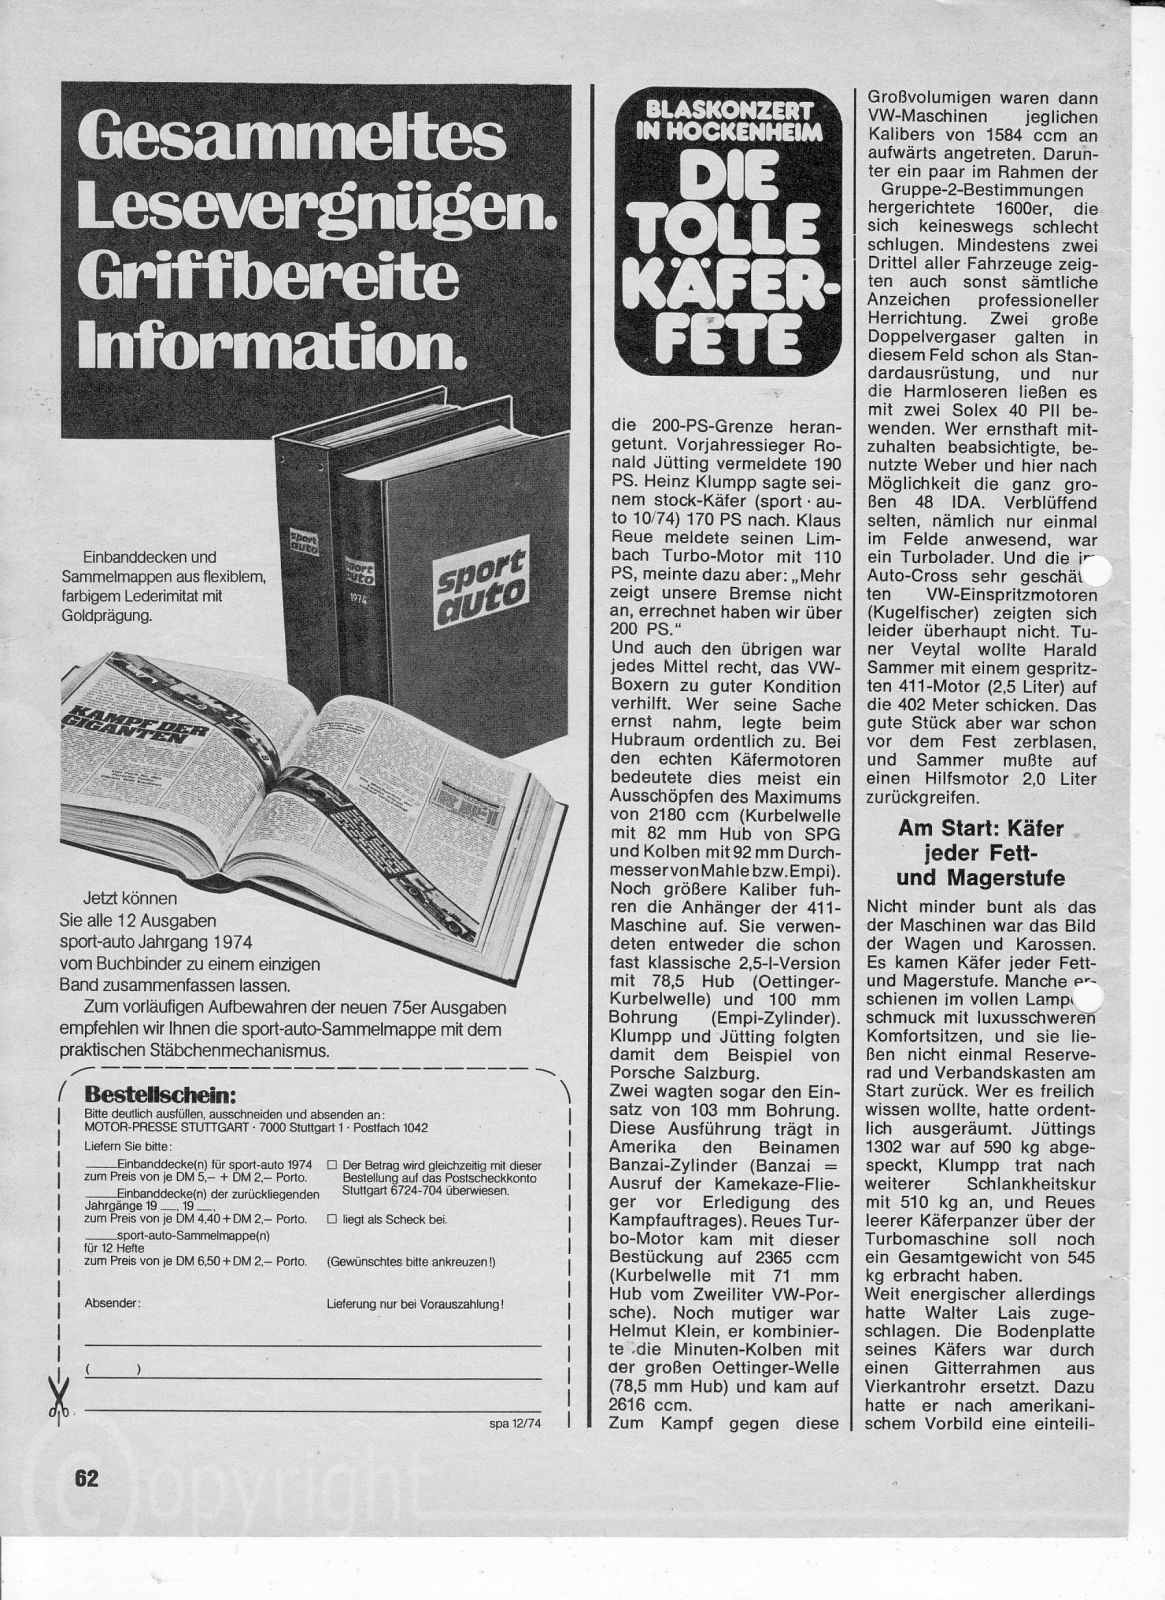 Gesammeltes
Lesevergnügen.
Griffbereite
Information.
Einbanddecken und
Sammelmappen aus flexiblem,
farbigem Lederimitat mit
Goldprägung.
sport
auto
sport
auto
1974
sport
auto
KAMPF DER
GIGANTEN
Jetzt können
Sie alle 12 Ausgaben
sport-auto Jahrgang 1974
vom Buchbinder zu einem einzigen
Band zusammenfassen lassen.
Zum vorläufigen Aufbewahren der neuen 75er Ausgaben
empfehlen wir Ihnen die sport-auto-Sammelmappe mit dem
praktischen Stäbchenmechanismus.
Bestellschein:
Bitte deutlich ausfüllen, ausschneiden und absenden an:
MOTOR-PRESSE STUTTGART · 7000 Stuttgart 1 · Postfach 1042
Liefern Sie bitte:
____Einbanddecke(n) für sport-auto 1974
zum Preis von je DM 5,– + DM 2,– Porto.
____Einbanddecke(n) der zurückliegenden
Jahrgänge 19 __, 19 __,
zum Preis von je DM 4,40 + DM 2,– Porto.
____sport-auto-Sammelmappe(n)
für 12 Hefte
zum Preis von je DM 6,50 + DM 2,– Porto.
☐ Der Betrag wird gleichzeitig mit dieser
Bestellung auf das Postscheckkonto
Stuttgart 6724-704 überwiesen.
☐ liegt als Scheck bei.
(Gewünschtes bitte ankreuzen!)
Absender:
Lieferung nur bei Vorauszahlung!
( )
spa 12/74
62
BLASKONZERT
IN HOCKENHEIM
DIE
TOLLE
KÄFER-
FETE
die 200-PS-Grenze heran-
getunt. Vorjahressieger Ro-
nald Jütting vermeldete 190
PS. Heinz Klumpp sagte sei-
nem stock-Käfer (sport · au-
to 10/74) 170 PS nach. Klaus
Reue meldete seinen Lim-
bach Turbo-Motor mit 110
PS, meinte dazu aber: „Mehr
zeigt unsere Bremse nicht
an, errechnet haben wir über
200 PS.“
Und auch den übrigen war
jedes Mittel recht, das VW-
Boxern zu guter Kondition
verhilft. Wer seine Sache
ernst nahm, legte beim
Hubraum ordentlich zu. Bei
den echten Käfermotoren
bedeutete dies meist ein
Ausschöpfen des Maximums
von 2180 ccm (Kurbelwelle
mit 82 mm Hub von SPG
und Kolben mit 92 mm Durch-
messer von Mahle bzw. Empi).
Noch größere Kaliber fuh-
ren die Anhänger der 411-
Maschine auf. Sie verwen-
deten entweder die schon
fast klassische 2,5-l-Version
mit 78,5 Hub (Oettinger-
Kurbelwelle) und 100 mm
Bohrung (Empi-Zylinder).
Klumpp und Jütting folgten
damit dem Beispiel von
Porsche Salzburg.
Zwei wagten sogar den Ein-
satz von 103 mm Bohrung.
Diese Ausführung trägt in
Amerika den Beinamen
Banzai-Zylinder (Banzai =
Ausruf der Kamekaze-Flie-
ger vor Erledigung des
Kampfauftrages). Reues Tur-
bo-Motor kam mit dieser
Bestückung auf 2365 ccm
(Kurbelwelle mit 71 mm
Hub vom Zweiliter VW-Por-
sche). Noch mutiger war
Helmut Klein, er kombinier-
te die Minuten-Kolben mit
der großen Oettinger-Welle
(78,5 mm Hub) und kam auf
2616 ccm.
Zum Kampf gegen diese
Großvolumigen waren dann
VW-Maschinen jeglichen
Kalibers von 1584 ccm an
aufwärts angetreten. Darun-
ter ein paar im Rahmen der
Gruppe-2-Bestimmungen
hergerichtete 1600er, die
sich keineswegs schlecht
schlugen. Mindestens zwei
Drittel aller Fahrzeuge zeig-
ten auch sonst sämtliche
Anzeichen professioneller
Herrichtung. Zwei große
Doppelvergaser galten in
diesem Feld schon als Stan-
dardausrüstung, und nur
die Harmloseren ließen es
mit zwei Solex 40 PII be-
wenden. Wer ernsthaft mit-
zuhalten beabsichtigte, be-
nutzte Weber und hier nach
Möglichkeit die ganz gro-
ßen 48 IDA. Verblüffend
selten, nämlich nur einmal
im Felde anwesend, war
ein Turbolader. Und die i
Auto-Cross sehr geschä
ten VW-Einspritzmotoren
(Kugelfischer) zeigten sich
leider überhaupt nicht. Tu-
ner Veytal wollte Harald
Sammer mit einem gespritz-
ten 411-Motor (2,5 Liter) auf
die 402 Meter schicken. Das
gute Stück aber war schon
vor dem Fest zerblasen,
und Sammer mußte auf
einen Hilfsmotor 2,0 Liter
zurückgreifen.
Am Start: Käfer
jeder Fett-
und Magerstufe
Nicht minder bunt als das
der Maschinen war das Bild
der Wagen und Karossen.
Es kamen Käfer jeder Fett-
und Magerstufe. Manche er-
schienen im vollen Lamp
schmuck mit luxusschweren
Komfortsitzen, und sie lie-
ßen nicht einmal Reserve-
rad und Verbandskasten am
Start zurück. Wer es freilich
wissen wollte, hatte ordent-
lich ausgeräumt. Jüttings
1302 war auf 590 kg abge-
speckt, Klumpp trat nach
weiterer Schlankheitskur
mit 510 kg an, und Reues
leerer Käferpanzer über der
Turbomaschine soll noch
ein Gesamtgewicht von 545
kg erbracht haben.
Weit energischer allerdings
hatte Walter Lais zuge-
schlagen. Die Bodenplatte
seines Käfers war durch
einen Gitterrahmen aus
Vierkantrohr ersetzt. Dazu
hatte er nach amerikani-
schem Vorbild eine einteili-
(c)opyright